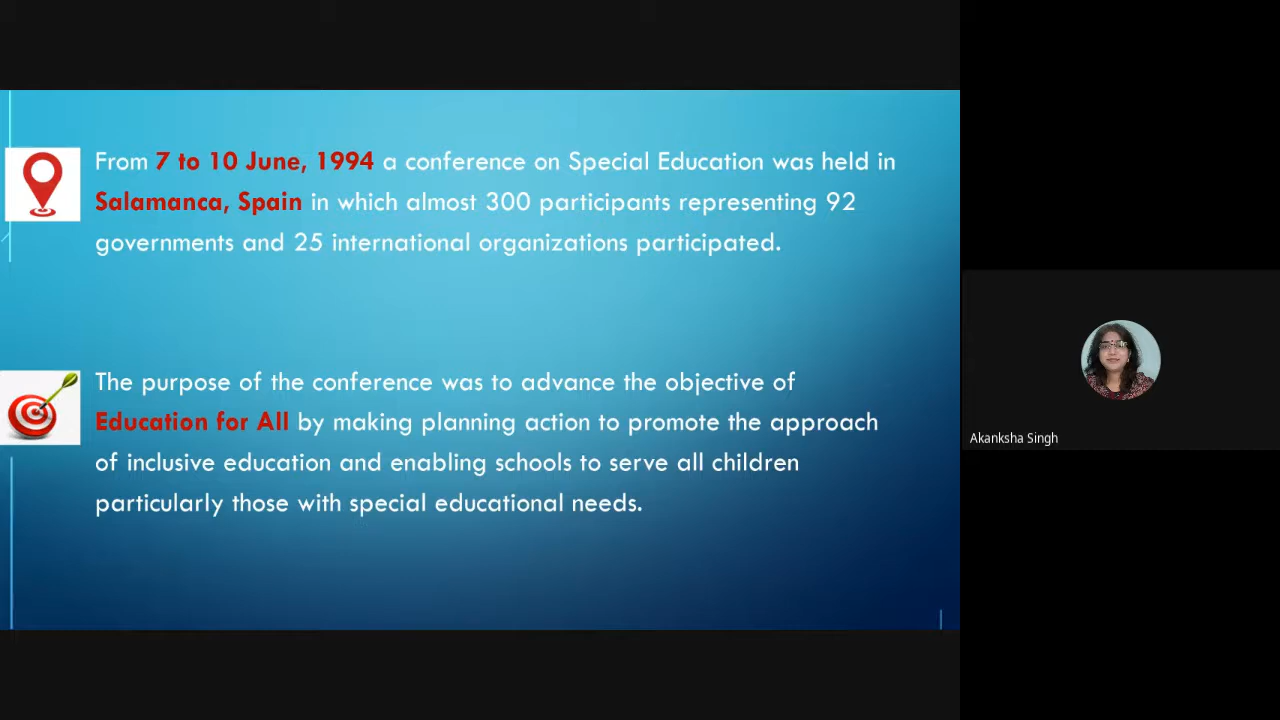 From 7 to 10 June, 1994 a conference on Special Education was held in
Salamanca, Spain in which almost 300 participants representing 92
governments and 25 international organizations participated.
The purpose of the conference was to advance the objective of
Education for All by making planning action to promote the approach
of inclusive education and enabling schools to serve all children
particularly those with special educational needs.
Akanksha Singh